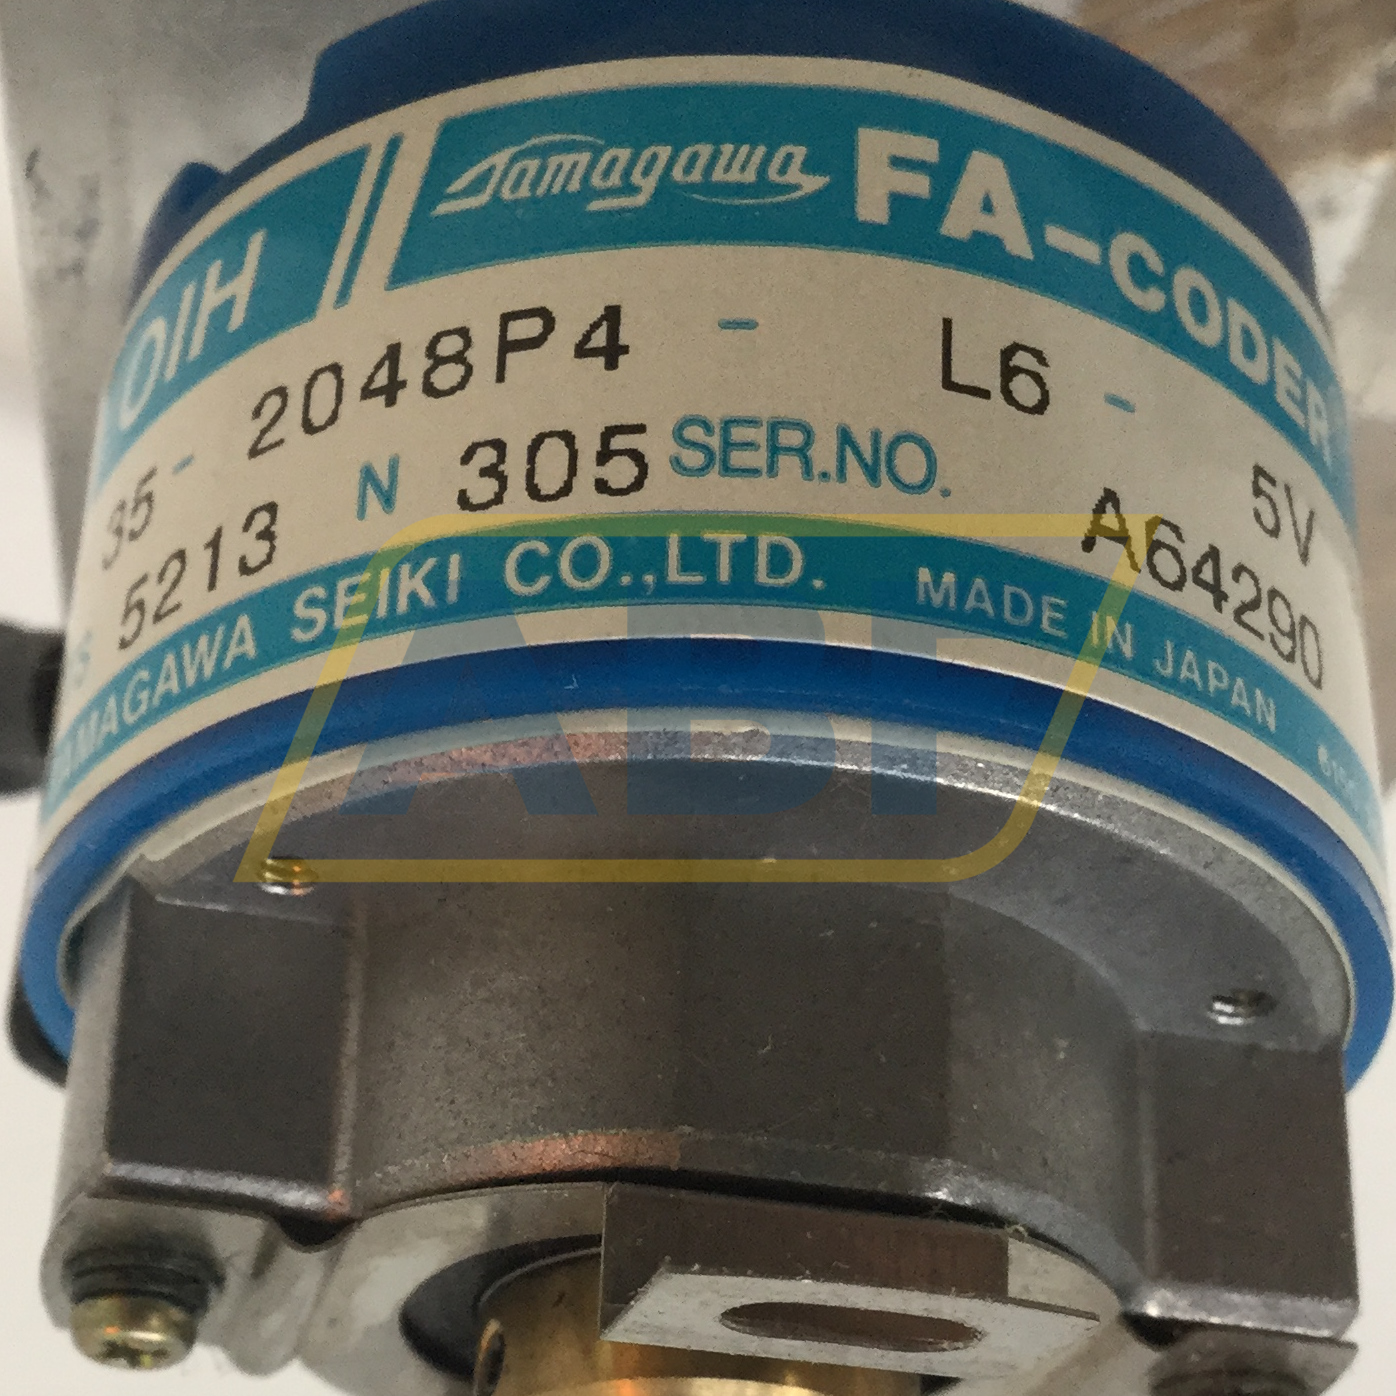 OIH Tamagawa FA-CODER
35- 2048P4 - L6 - 5V
5213 N 305 SER.NO. A64290
TAMAGAWA SEIKI CO.,LTD. MADE IN JAPAN
ABF